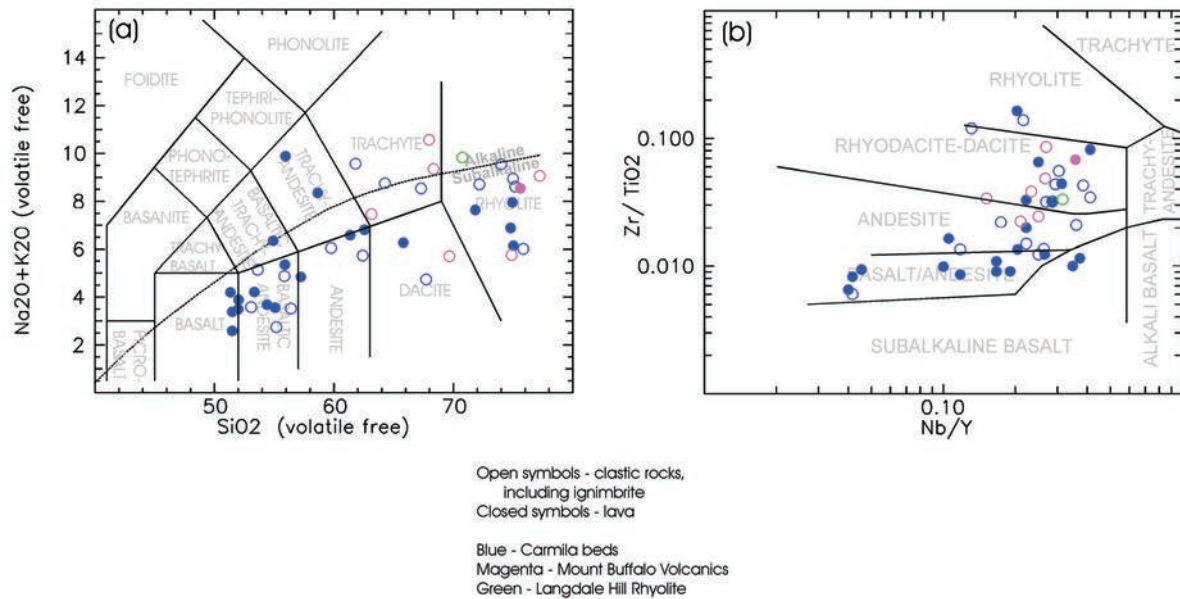 (a)
PHONOLITE
FOIDITE
TEPHRI-
PHONOLITE
TRACHYTE
Alkaline
Subalkaline
PHONO-
TEPHRITE
TRACHY-
ANDESITE
RHYOLITE
BASANITE
BASALTIC
TRACHY-
ANDESITE
TRACHY-
BASALT
DACITE
BASALT
BASALTIC
ANDESITE
ANDESITE
PICRO-
BASALT
Na2O+K2O (volatile free)
14
12
10
8
6
4
2
50
60
70
SiO2 (volatile free)
(b)
TRACHYTE
RHYOLITE
RHYODACITE-DACITE
TRACHY-
ANDESITE
ANDESITE
BASALT/ANDESITE
ALKALI BASALT
SUBALKALINE BASALT
Zr/TiO2
0.100
0.010
0.10
Nb/Y
Open symbols - clastic rocks,
including ignimbrite
Closed symbols - lava
Blue - Carmila beds
Magenta - Mount Buffalo Volcanics
Green - Langdale Hill Rhyolite